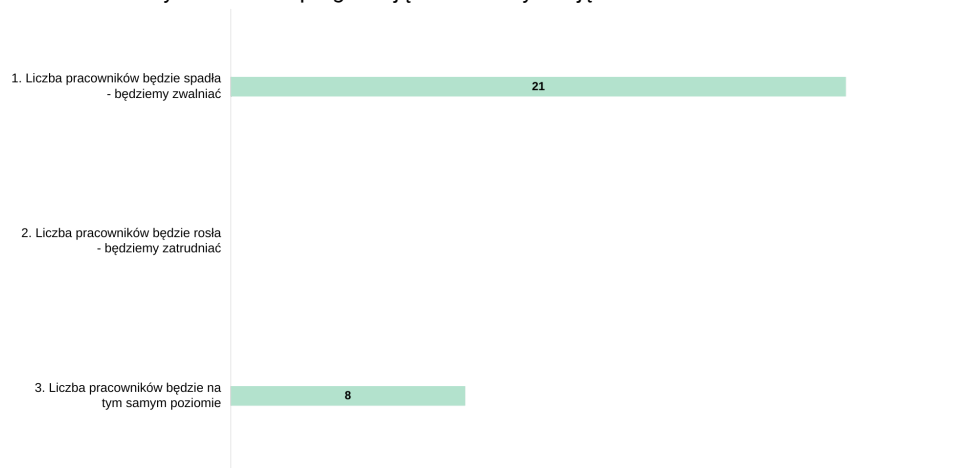 1. Liczba pracowników będzie spadła
- będziemy zwalniać
21
2. Liczba pracowników będzie rosła
- będziemy zatrudniać
3. Liczba pracowników będzie na
tym samym poziomie
8